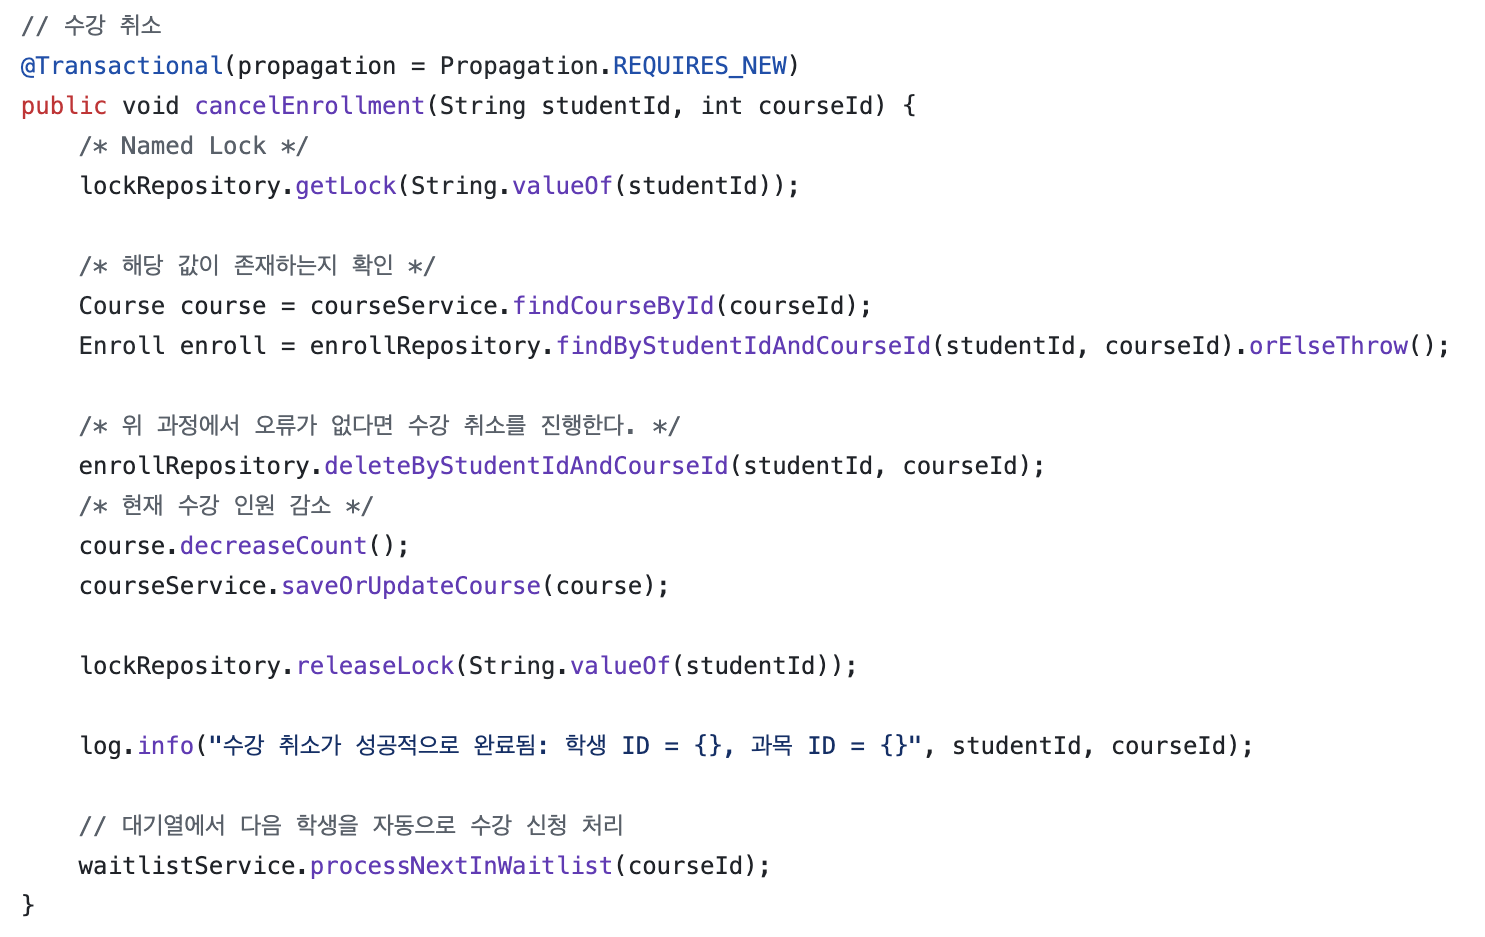 // 수강 취소
@Transactional(propagation = Propagation.REQUIRES_NEW)
public void cancelEnrollment(String studentId, int courseId) {
    /* Named Lock */
    lockRepository.getLock(String.valueOf(studentId));

    /* 해당 값이 존재하는지 확인 */
    Course course = courseService.findCourseById(courseId);
    Enroll enroll = enrollRepository.findByStudentIdAndCourseId(studentId, courseId).orElseThrow();

    /* 위 과정에서 오류가 없다면 수강 취소를 진행한다. */
    enrollRepository.deleteByStudentIdAndCourseId(studentId, courseId);
    /* 현재 수강 인원 감소 */
    course.decreaseCount();
    courseService.saveOrUpdateCourse(course);

    lockRepository.releaseLock(String.valueOf(studentId));

    log.info("수강 취소가 성공적으로 완료됨: 학생 ID = {}, 과목 ID = {}", studentId, courseId);

    // 대기열에서 다음 학생을 자동으로 수강 신청 처리
    waitlistService.processNextInWaitlist(courseId);
}